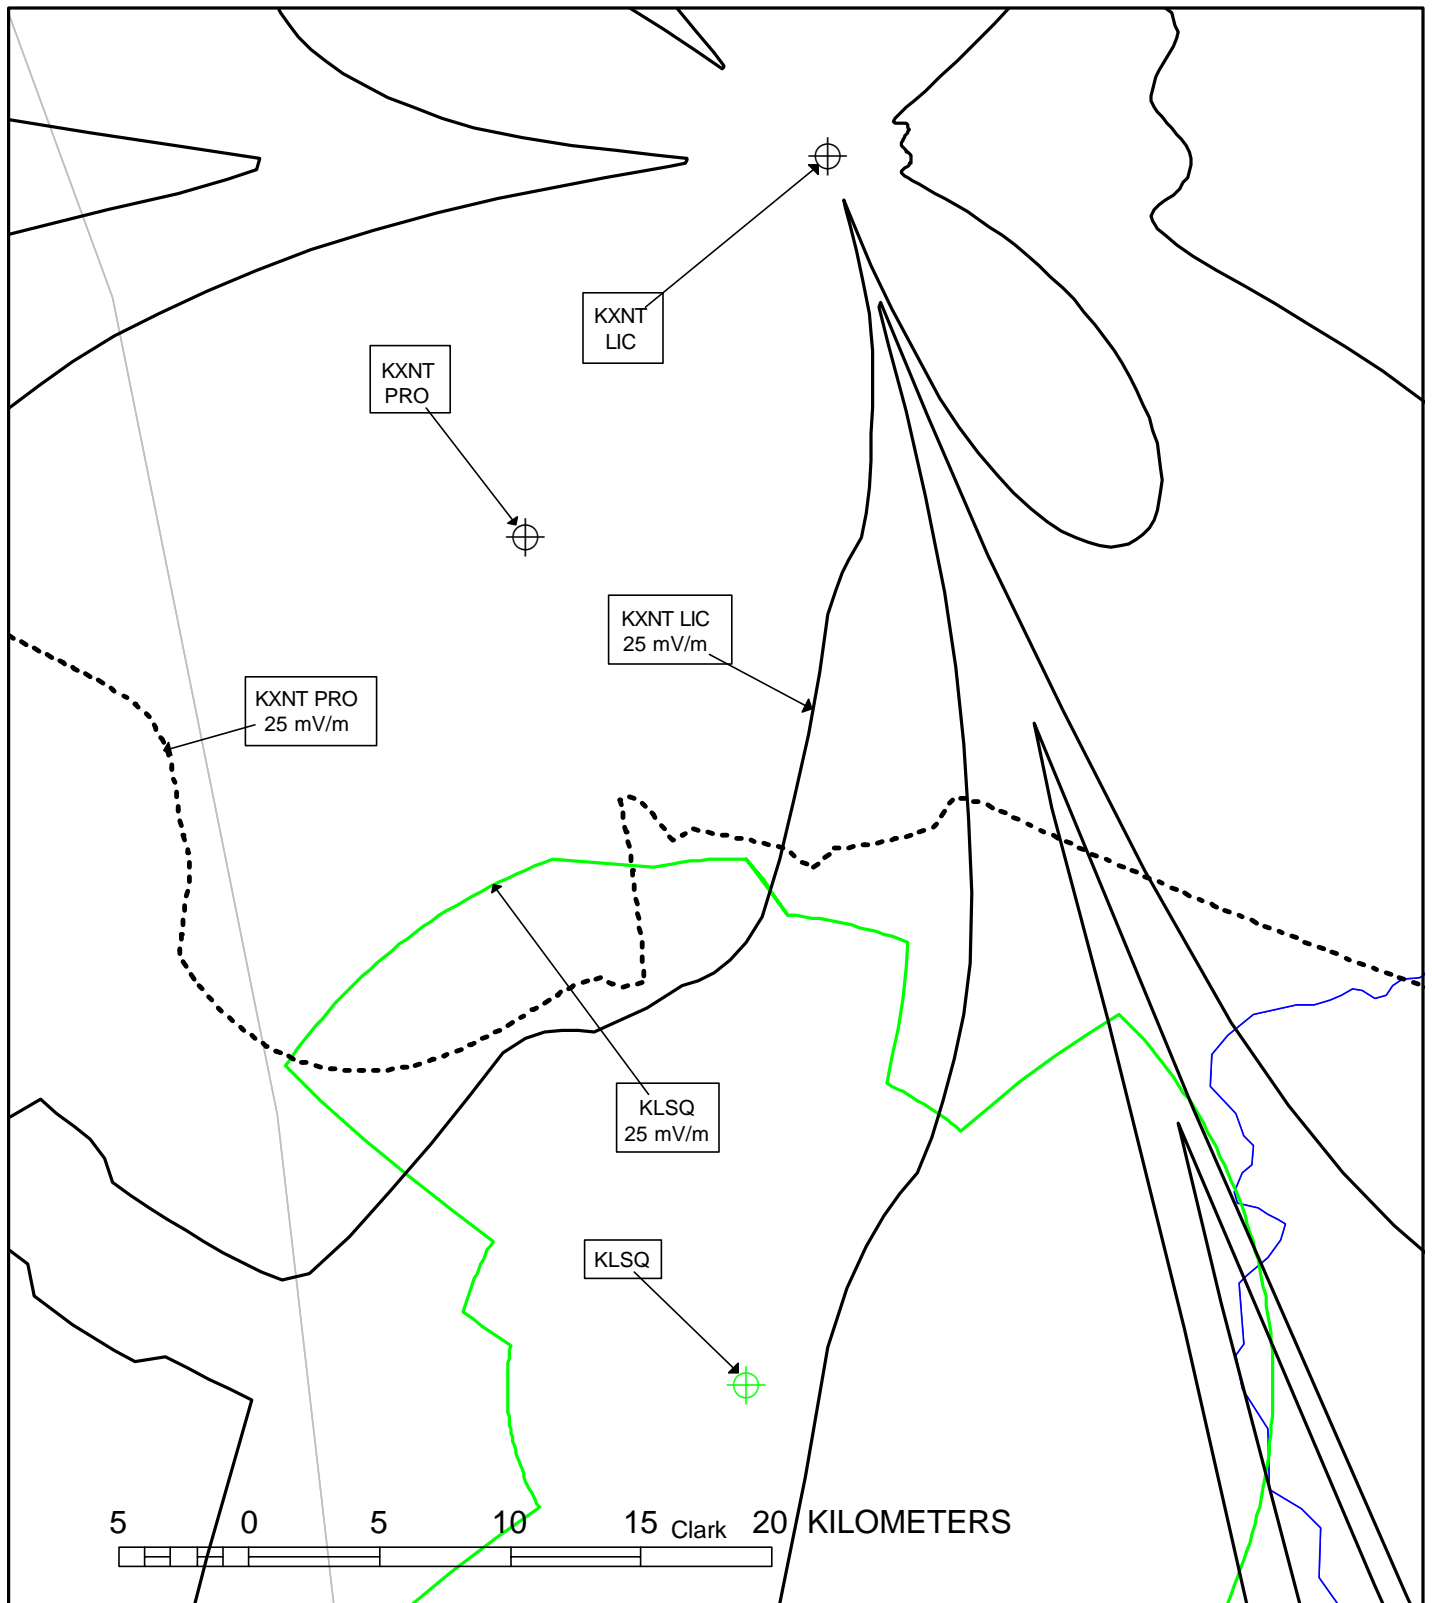 KXNT
LIC
KXNT
PRO
KXNT LIC
25 mV/m
KXNT PRO
25 mV/m
KLSQ
25 mV/m
KLSQ
5 0 5 10 15 Clark 20 KILOMETERS